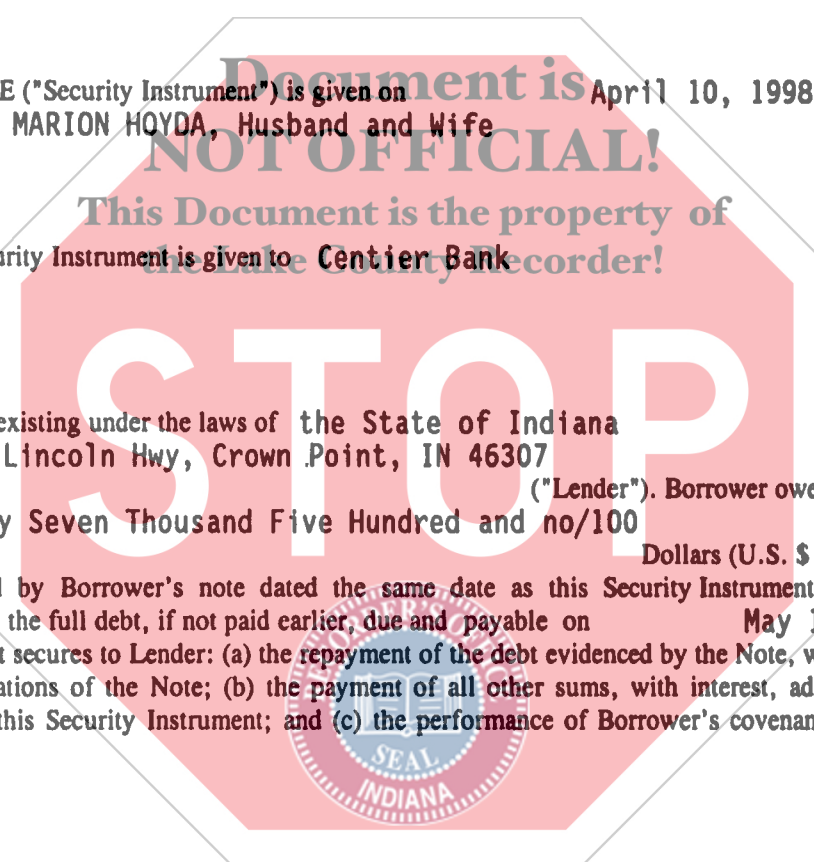 Document is
E ("Security Instrument") is given on April 10, 1998
MARION HOYDA, Husband and Wife
NOT OFFICIAL!
This Document is the property of
the Lake County Recorder!
Instrument is given to Centier Bank
STOP
existing under the laws of the State of Indiana
Lincoln Hwy, Crown Point, IN 46307
("Lender"). Borrower owe
y Seven Thousand Five Hundred and no/100
Dollars (U.S. $
by Borrower's note dated the same date as this Security Instrument
the full debt, if not paid earlier, due and payable on May 1
t secures to Lender: (a) the repayment of the debt evidenced by the Note, w
ations of the Note; (b) the payment of all other sums, with interest, ad
this Security Instrument; and (c) the performance of Borrower's covenan
RECORDER'S OFFICE
SEAL
INDIANA